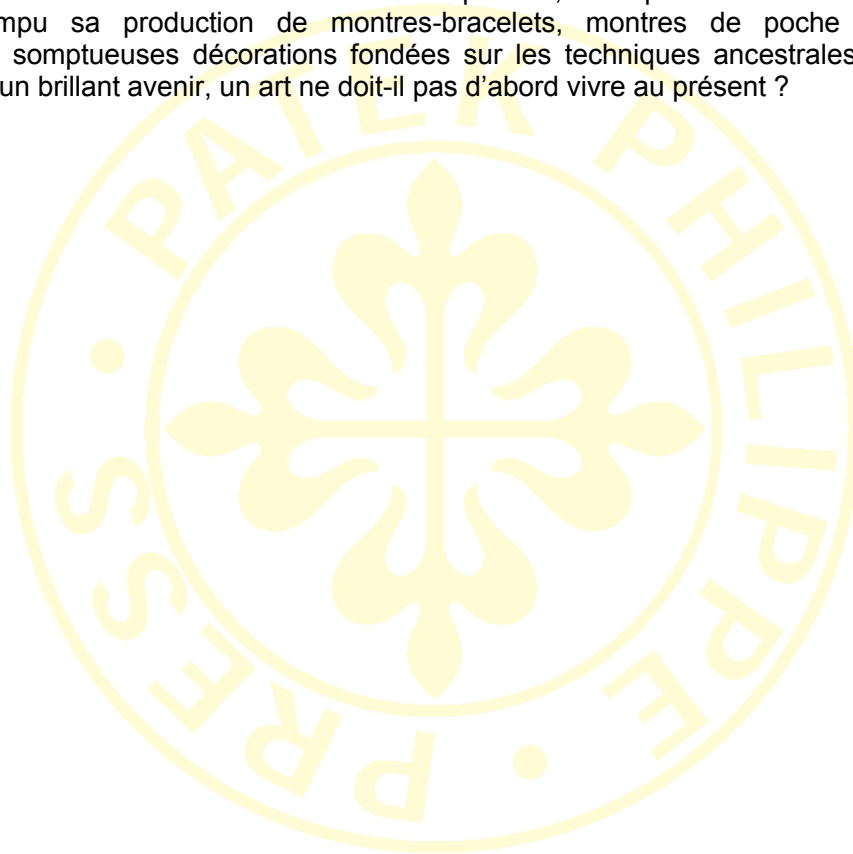 mpu sa production de montres-bracelets, montres de poche
somptueuses décorations fondées sur les techniques ancestrales
un brillant avenir, un art ne doit-il pas d'abord vivre au présent ?
PATEK PHILIPPE • PRESS •